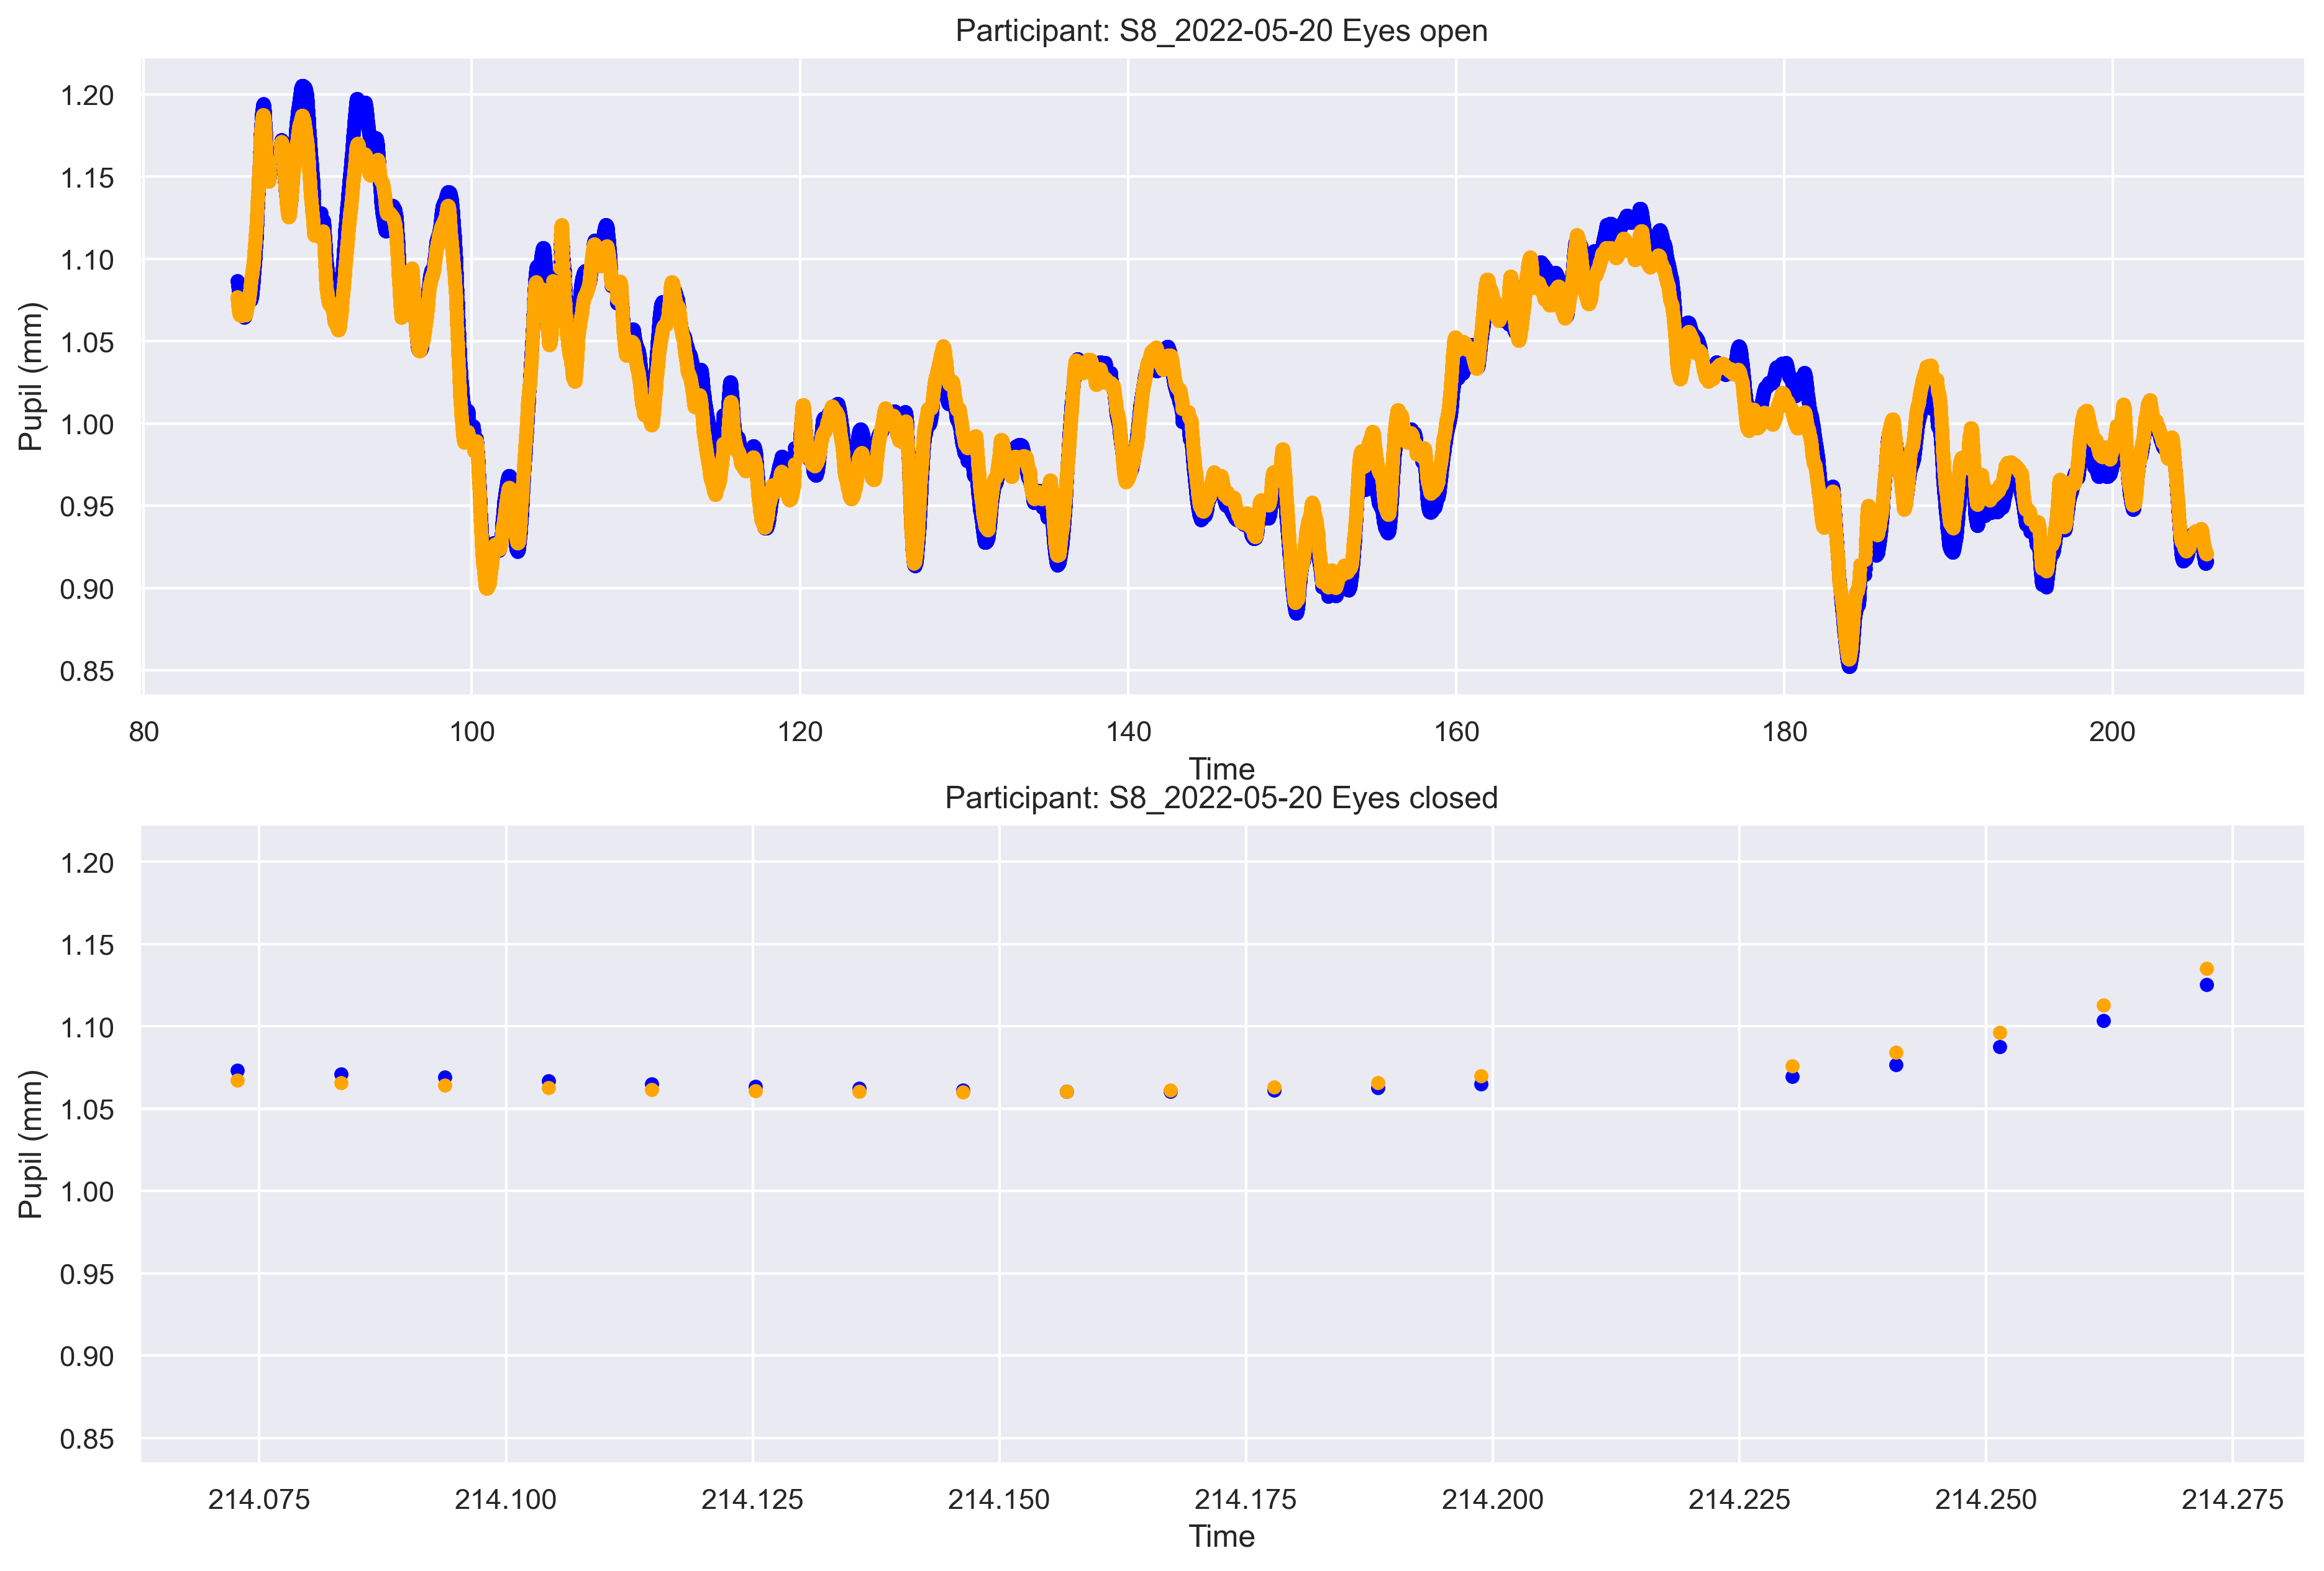 Participant: S8_2022-05-20 Eyes open
Pupil (mm)
1.20
1.15
1.10
1.05
1.00
0.95
0.90
0.85
80 100 120 140 160 180 200
Time
Participant: S8_2022-05-20 Eyes closed
Pupil (mm)
1.20
1.15
1.10
1.05
1.00
0.95
0.90
0.85
214.075 214.100 214.125 214.150 214.175 214.200 214.225 214.250 214.275
Time